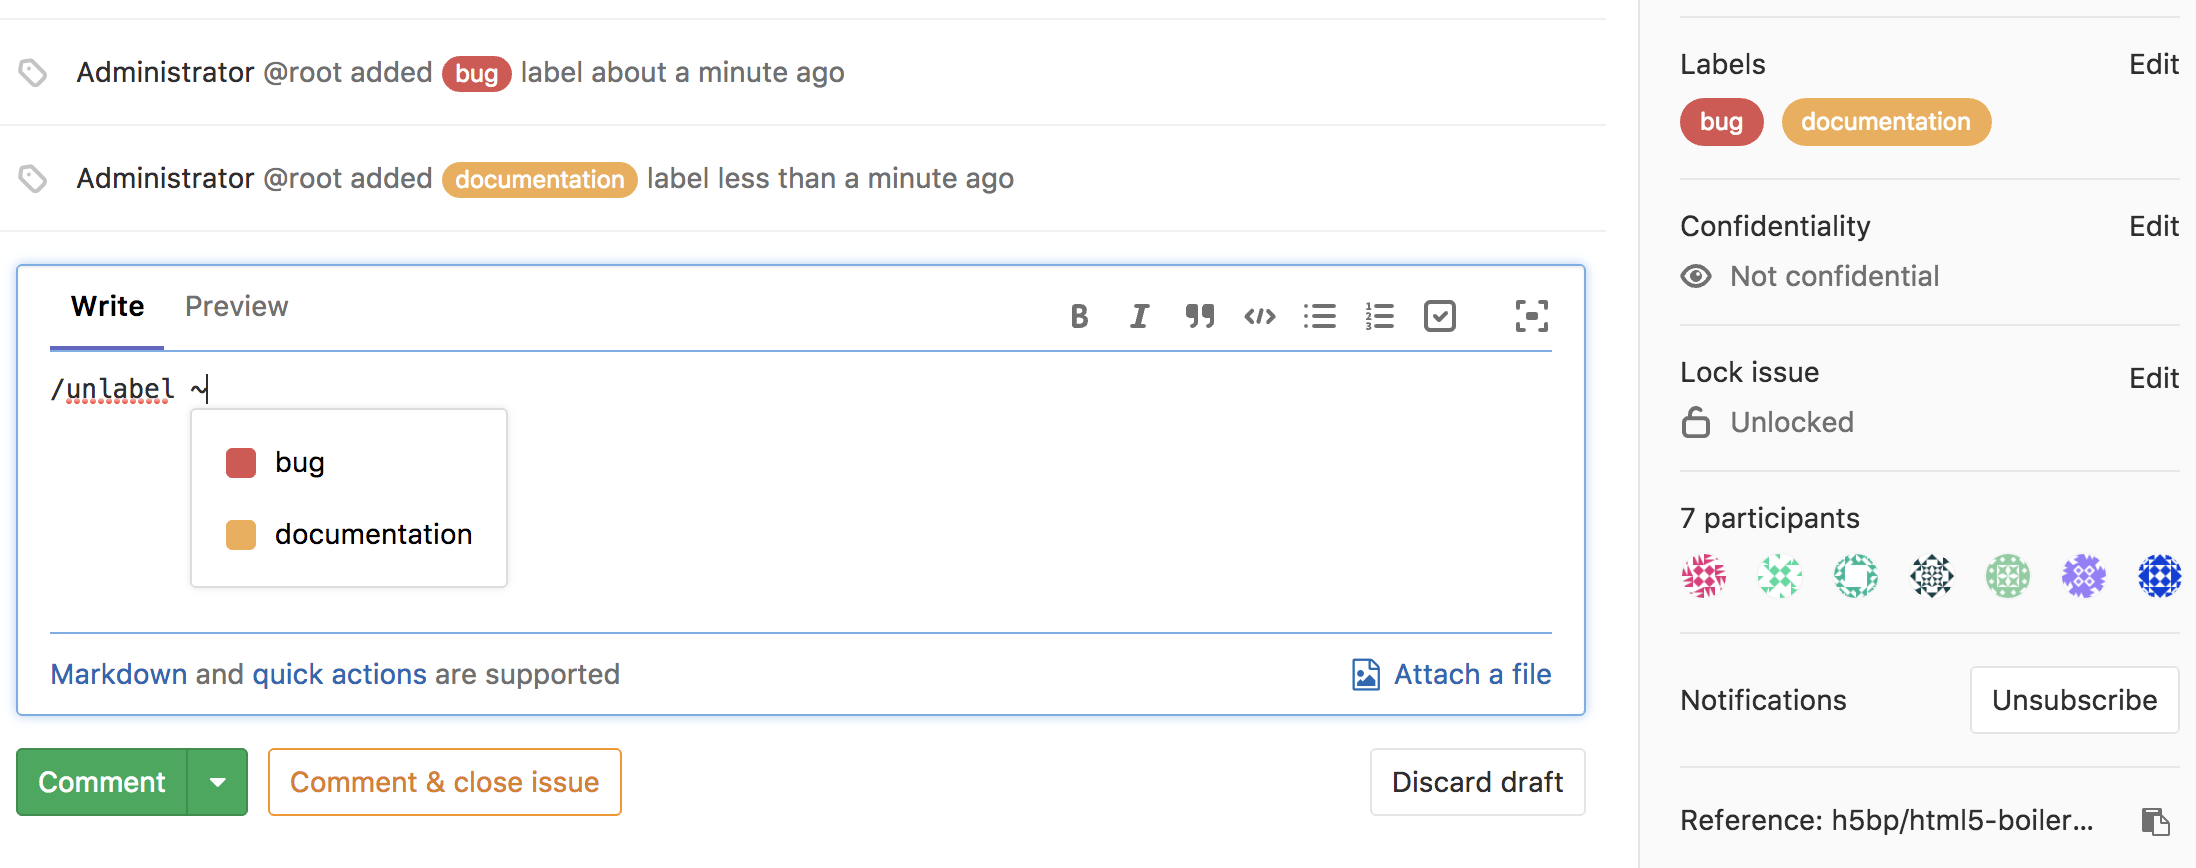 Administrator @root added bug label about a minute ago
Administrator @root added documentation label less than a minute ago
Write Preview
/unlabel ~
bug
documentation
Markdown and quick actions are supported
Attach a file
Comment
Comment & close issue
Discard draft
Labels Edit
bug documentation
Confidentiality Edit
Not confidential
Lock issue Edit
Unlocked
7 participants
Notifications Unsubscribe
Reference: h5bp/html5-boiler...